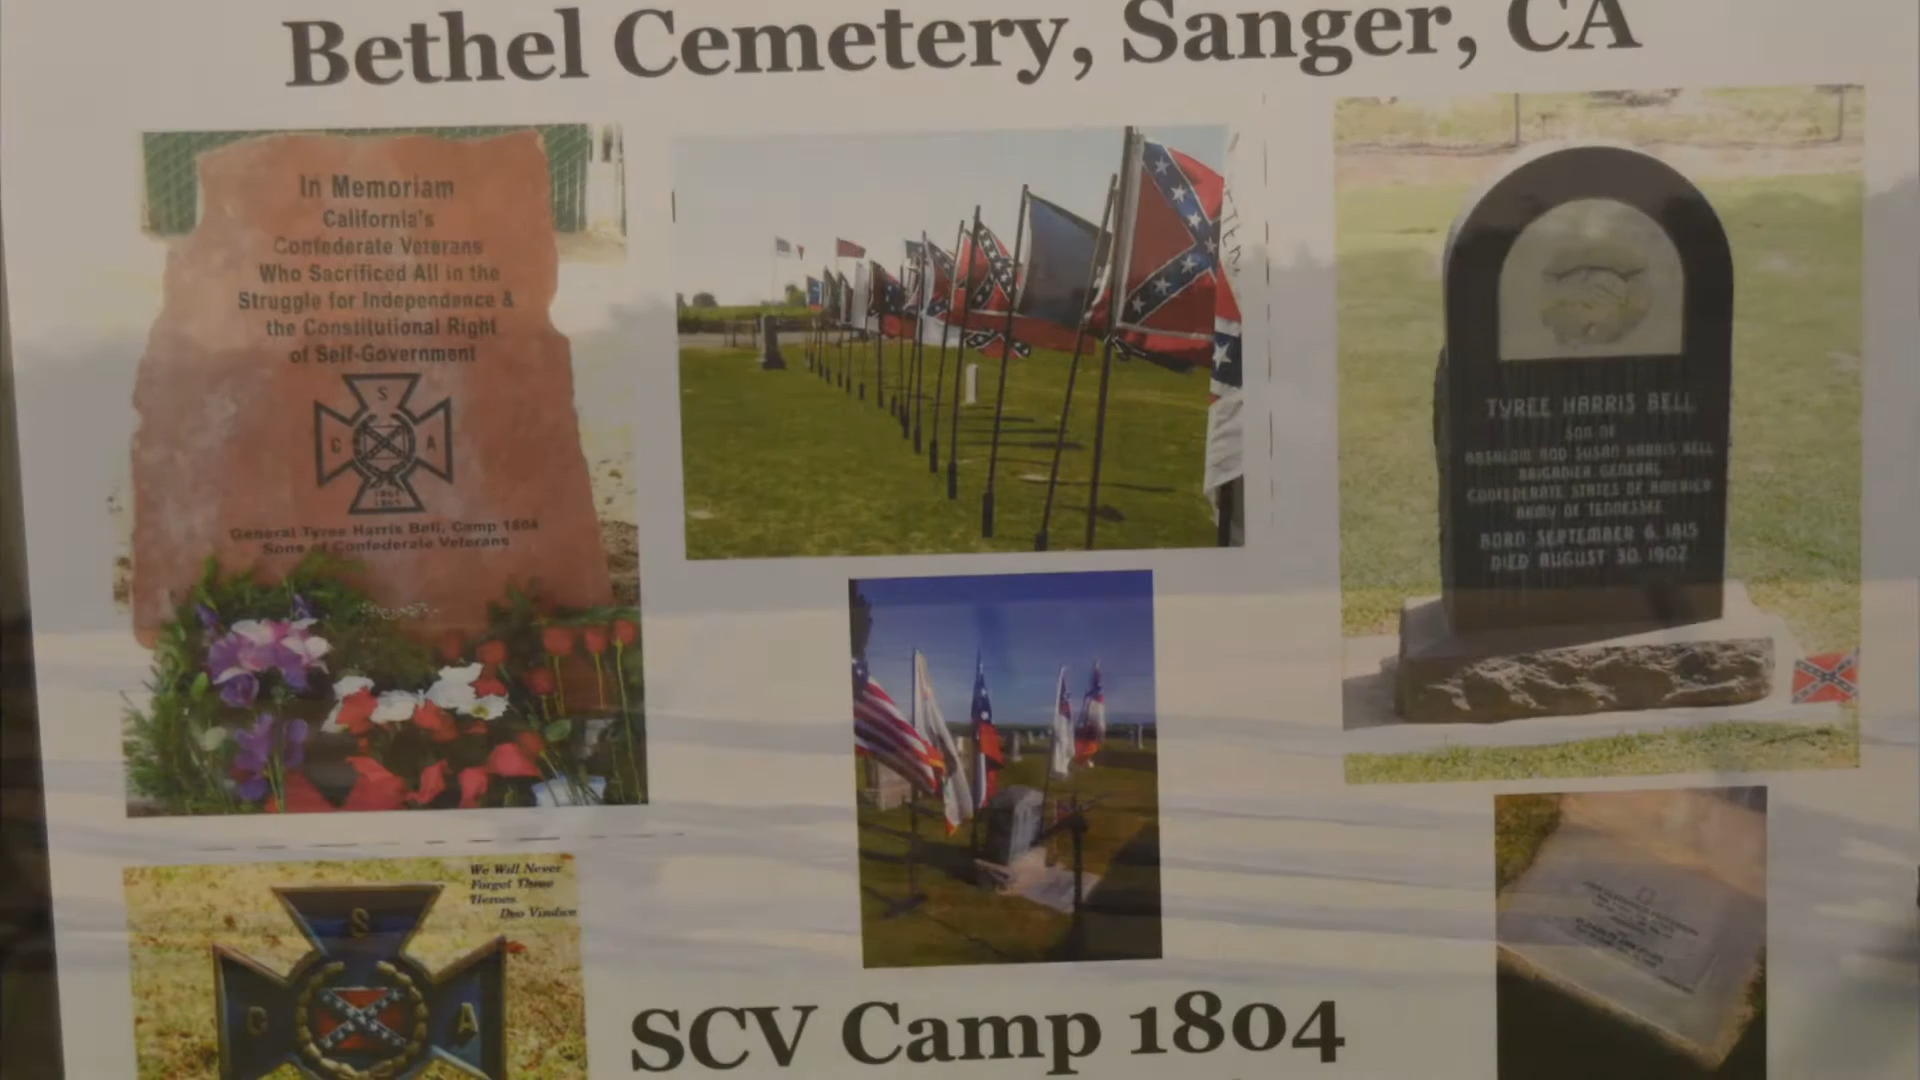 Bethel Cemetery, Sanger, CA
In Memoriam
California's
Confederate Veterans
Who Sacrificed All in the
Struggle for Independence &
the Constitutional Right
of Self-Government
S
C A
1861
1865
General Tyree Harris Bell, Camp 1804
Sons of Confederate Veterans
TYREE HARRIS BELL
SON OF
ABSALOM AND SUSAN HARRIS BELL
BRIGADIER GENERAL
CONFEDERATE STATES OF AMERICA
ARMY OF TENNESSEE
BORN SEPTEMBER 6, 1815
DIED AUGUST 30, 1902
We Will Never
Forget These
Heroes
Deo Vindice
S
C A
SCV Camp 1804